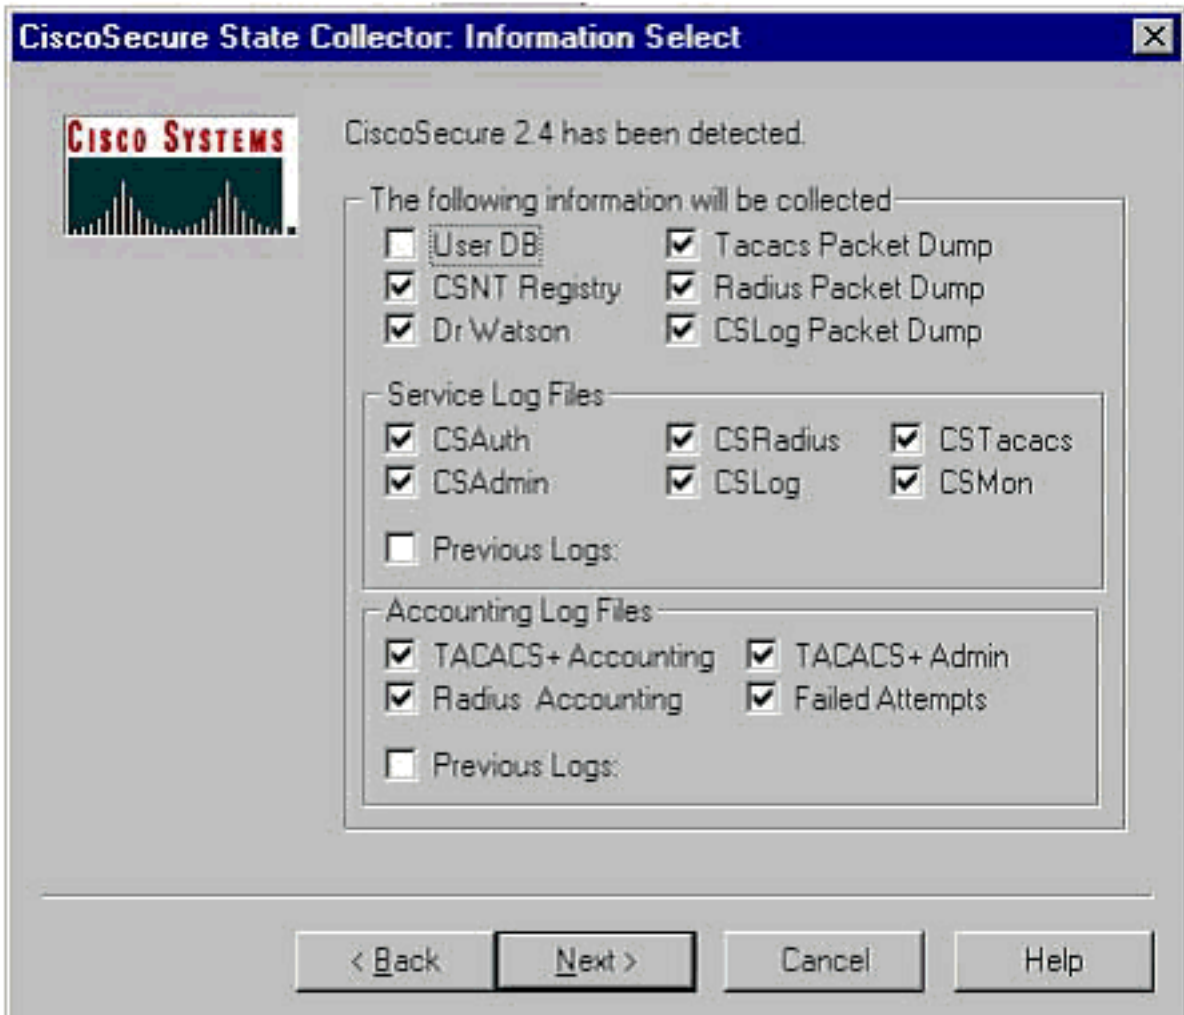 CiscoSecure State Collector: Information Select
CISCO SYSTEMS
CiscoSecure 2.4 has been detected.
The following information will be collected
User DB
Tacacs Packet Dump
CSNT Registry
Radius Packet Dump
Dr Watson
CSLog Packet Dump
Service Log Files
CSAuth
CSRadius
CSTacacs
CSAdmin
CSLog
CSMon
Previous Logs:
Accounting Log Files
TACACS+ Accounting
TACACS+ Admin
Radius Accounting
Failed Attempts
Previous Logs:
< Back
Next >
Cancel
Help